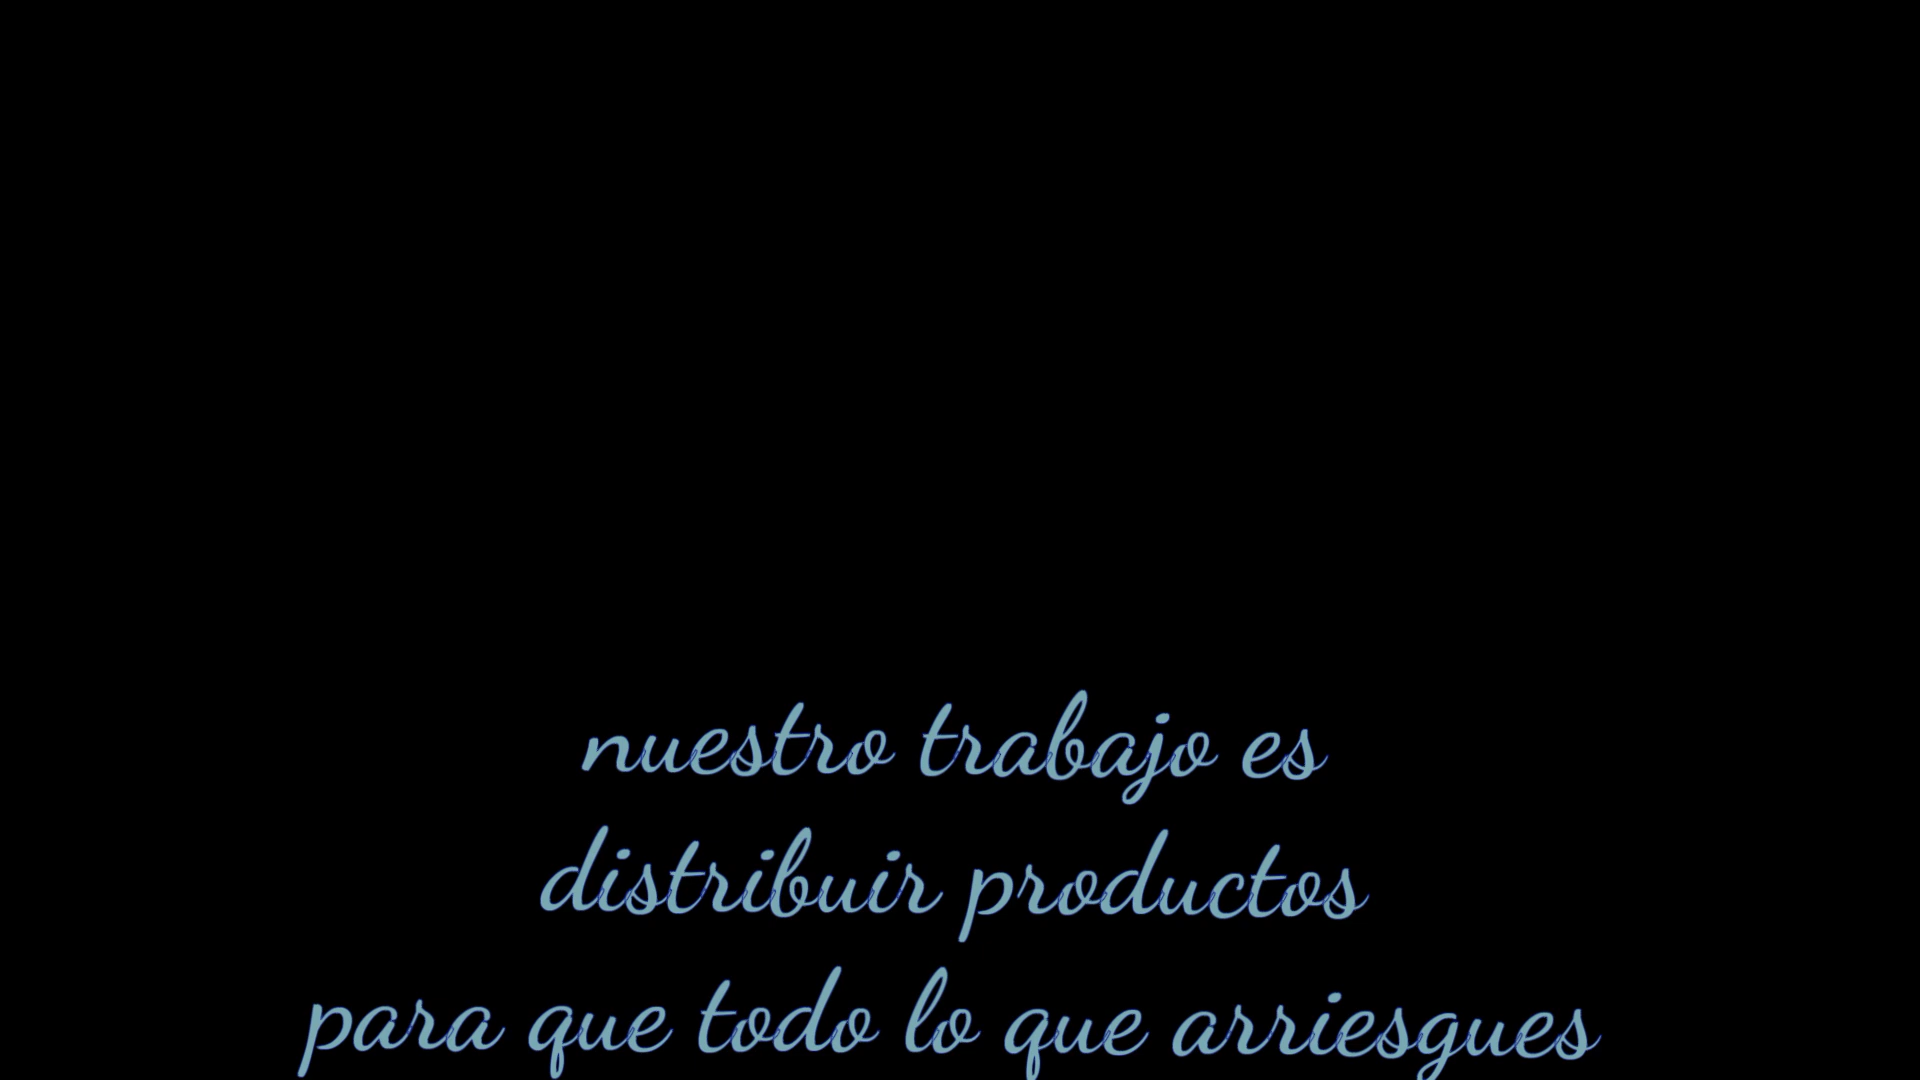 nuestro trabajo es
distribuir productos
para que todo lo que arriesgues